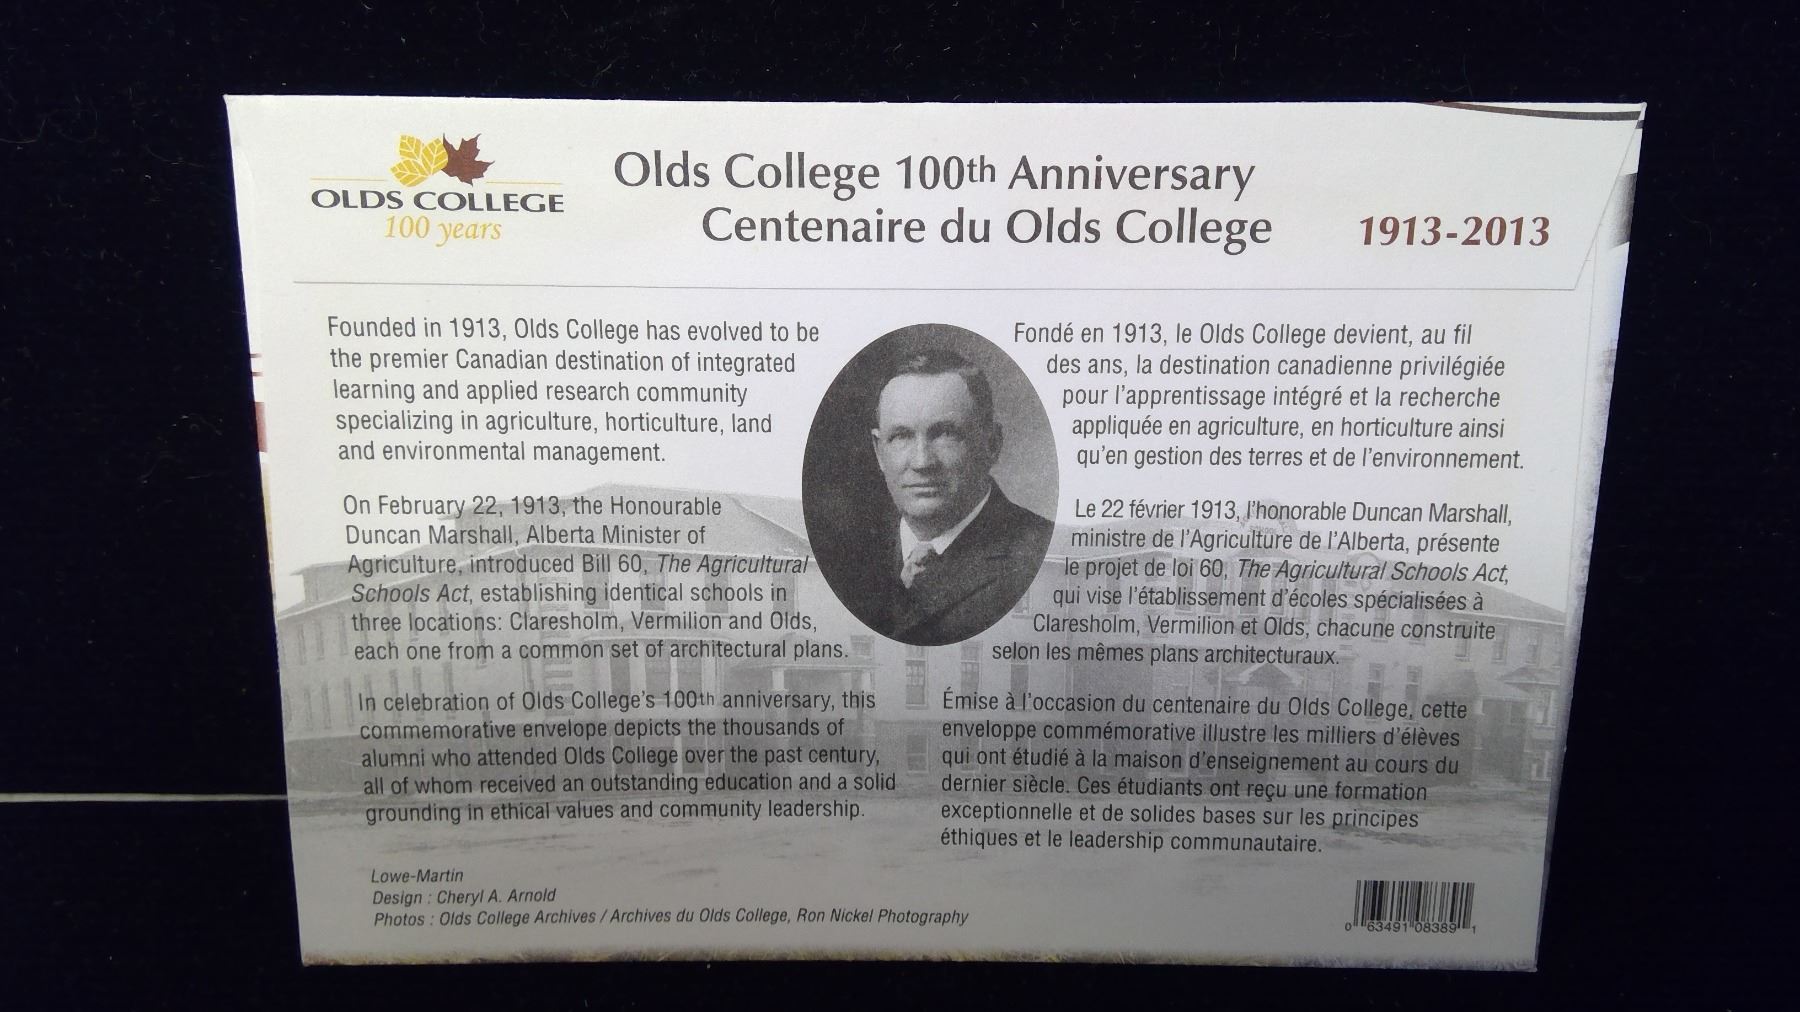 OLDS COLLEGE
100 years
Olds College 100th Anniversary
Centenaire du Olds College
1913-2013
Founded in 1913, Olds College has evolved to be
the premier Canadian destination of integrated
learning and applied research community
specializing in agriculture, horticulture, land
and environmental management.
On February 22, 1913, the Honourable
Duncan Marshall, Alberta Minister of
Agriculture, introduced Bill 60, The Agricultural
Schools Act, establishing identical schools in
three locations: Claresholm, Vermilion and Olds,
each one from a common set of architectural plans.
In celebration of Olds College's 100th anniversary, this
commemorative envelope depicts the thousands of
alumni who attended Olds College over the past century,
all of whom received an outstanding education and a solid
grounding in ethical values and community leadership.
Fondé en 1913, le Olds College devient, au fil
des ans, la destination canadienne privilégiée
pour l'apprentissage intégré et la recherche
appliquée en agriculture, en horticulture ainsi
qu'en gestion des terres et de l'environnement.
Le 22 février 1913, l'honorable Duncan Marshall,
ministre de l'Agriculture de l'Alberta, présente
le projet de loi 60, The Agricultural Schools Act,
qui vise l'établissement d'écoles spécialisées à
Claresholm, Vermilion et Olds, chacune construite
selon les mêmes plans architecturaux.
Émise à l'occasion du centenaire du Olds College, cette
enveloppe commémorative illustre les milliers d'élèves
qui ont étudié à la maison d'enseignement au cours du
dernier siècle. Ces étudiants ont reçu une formation
exceptionnelle et de solides bases sur les principes
éthiques et le leadership communautaire.
Lowe-Martin
Design : Cheryl A. Arnold
Photos : Olds College Archives / Archives du Olds College, Ron Nickel Photography
0 63491 08389 1